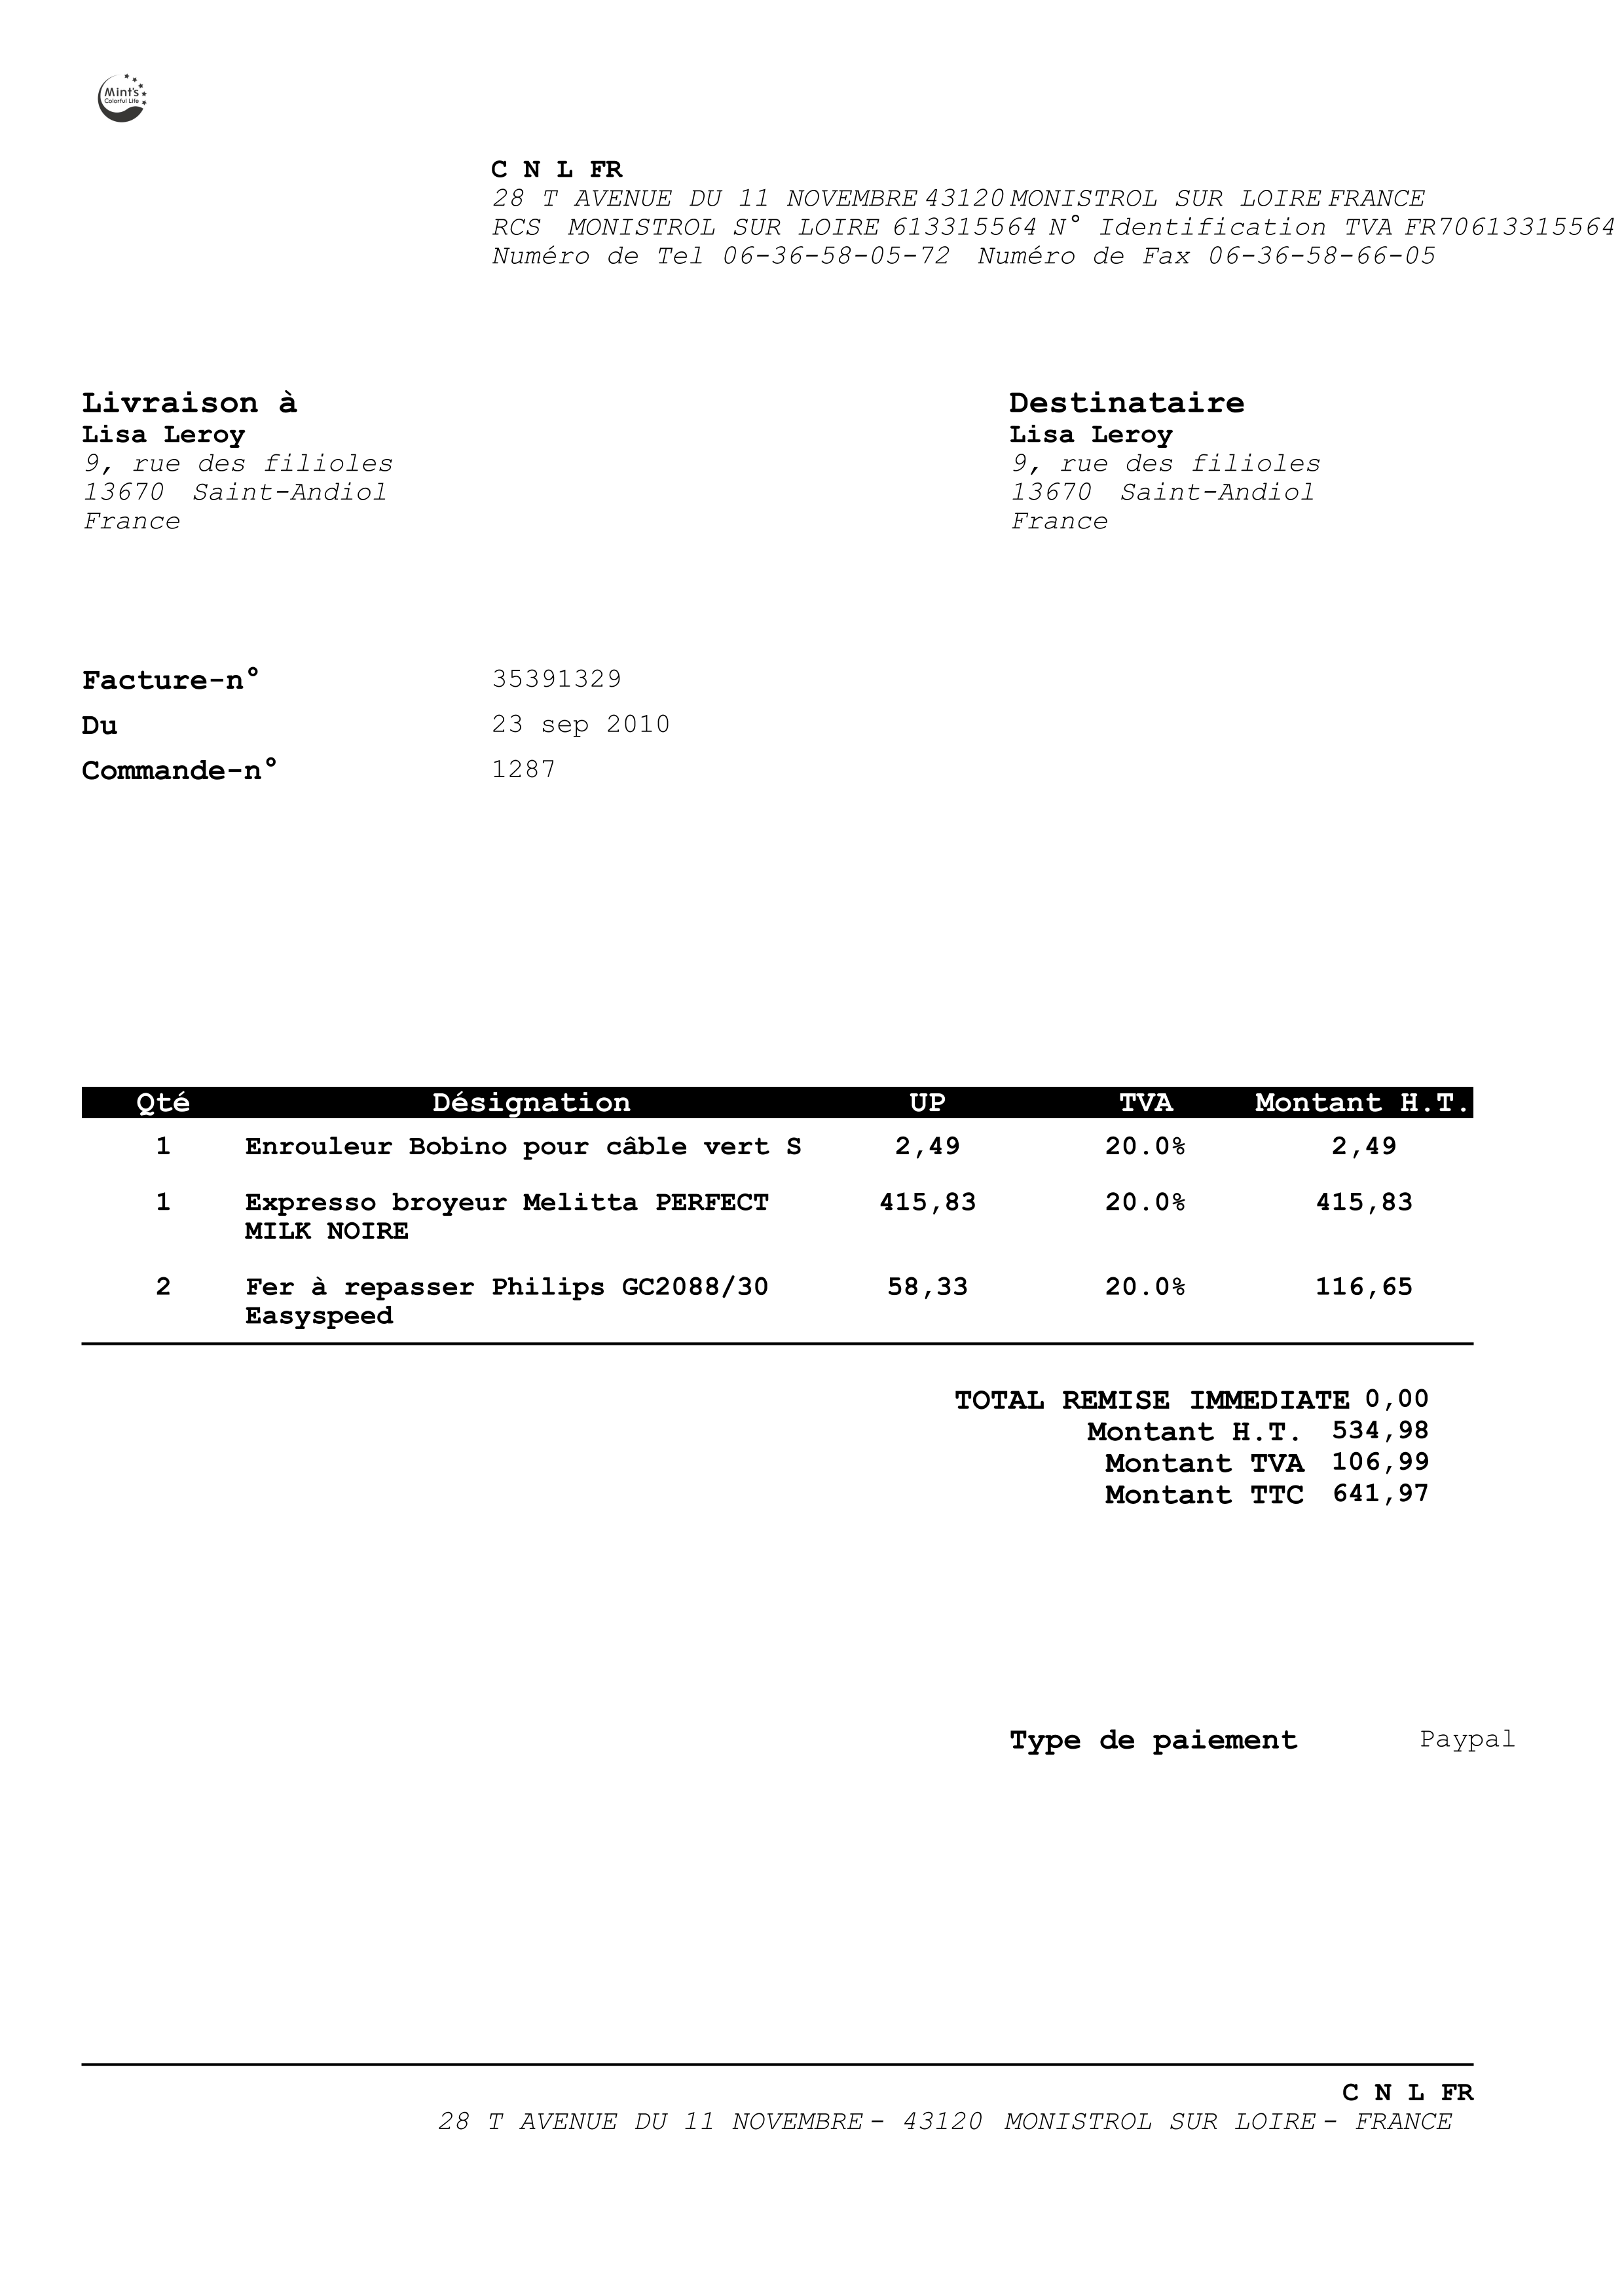 Mint's
Colorful Life
C N L FR
28 T AVENUE DU 11 NOVEMBRE 43120 MONISTROL SUR LOIRE FRANCE
RCS MONISTROL SUR LOIRE 613315564 N° Identification TVA FR70613315564
Numéro de Tel 06-36-58-05-72 Numéro de Fax 06-36-58-66-05
Livraison à
Lisa Leroy
9, rue des filioles
13670 Saint-Andiol
France
Destinataire
Lisa Leroy
9, rue des filioles
13670 Saint-Andiol
France
Facture-n° 35391329
Du 23 sep 2010
Commande-n° 1287
Qté Désignation UP TVA Montant H.T.
1 Enrouleur Bobino pour câble vert S 2,49 20.0% 2,49
1 Expresso broyeur Melitta PERFECT 415,83 20.0% 415,83
MILK NOIRE
2 Fer à repasser Philips GC2088/30 58,33 20.0% 116,65
Easyspeed
TOTAL REMISE IMMEDIATE 0,00
Montant H.T. 534,98
Montant TVA 106,99
Montant TTC 641,97
Type de paiement Paypal
C N L FR
28 T AVENUE DU 11 NOVEMBRE - 43120 MONISTROL SUR LOIRE - FRANCE